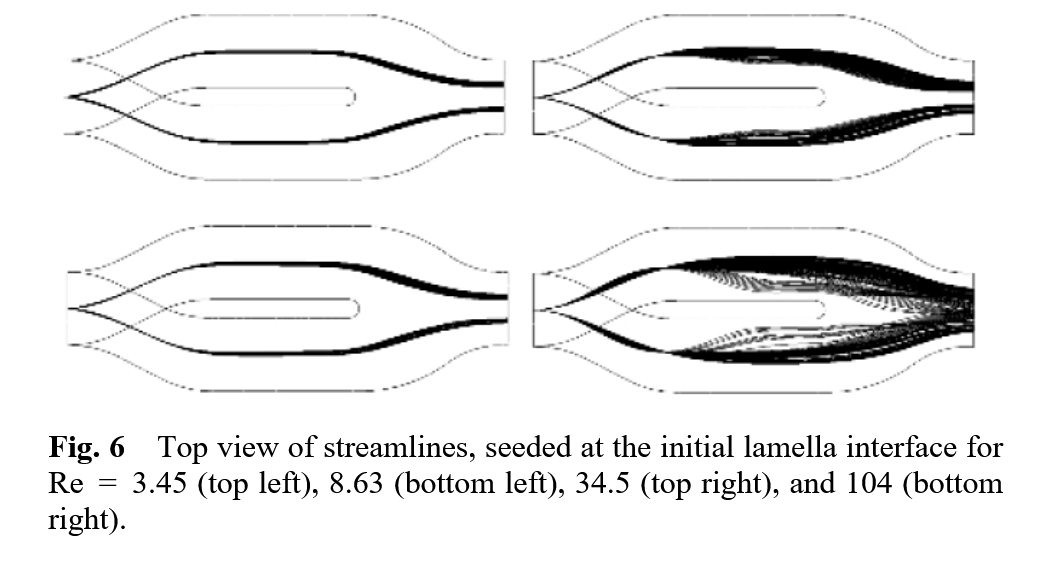 Fig. 6 Top view of streamlines, seeded at the initial lamella interface for
Re = 3.45 (top left), 8.63 (bottom left), 34.5 (top right), and 104 (bottom
right).